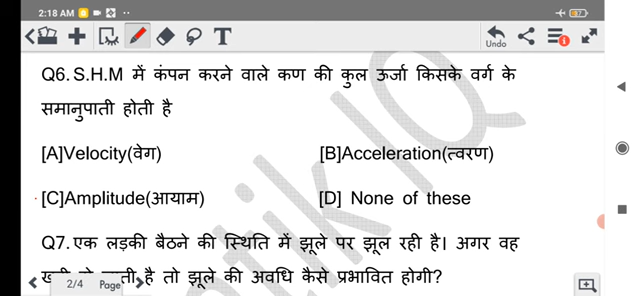 2:18 AM
T
Undo
Q6. S.H.M में कंपन करने वाले कण की कुल ऊर्जा किसके वर्ग के
समानुपाती होती है
[A]Velocity(वेग) [B]Acceleration(त्वरण)
[C]Amplitude(आयाम) [D] None of these
Q7. एक लड़की बैठने की स्थिति में झूले पर झूल रही है। अगर वह
है तो झूले की अवधि कैसे प्रभावित होगी?
2/4 Page